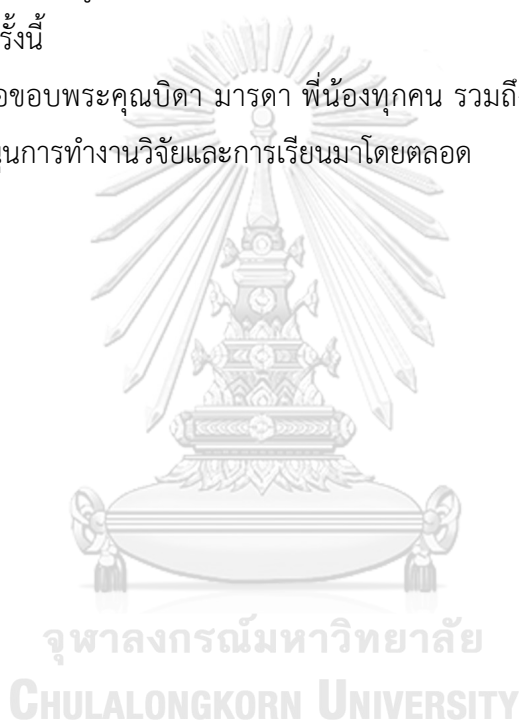 รั้งนี้
อขอบพระคุณบิดา มารดา พี่น้องทุกคน รวมถึ
นการทำงานวิจัยและการเรียนมาโดยตลอด
จุฬาลงกรณ์มหาวิทยาลัย
CHULALONGKORN UNIVERSITY